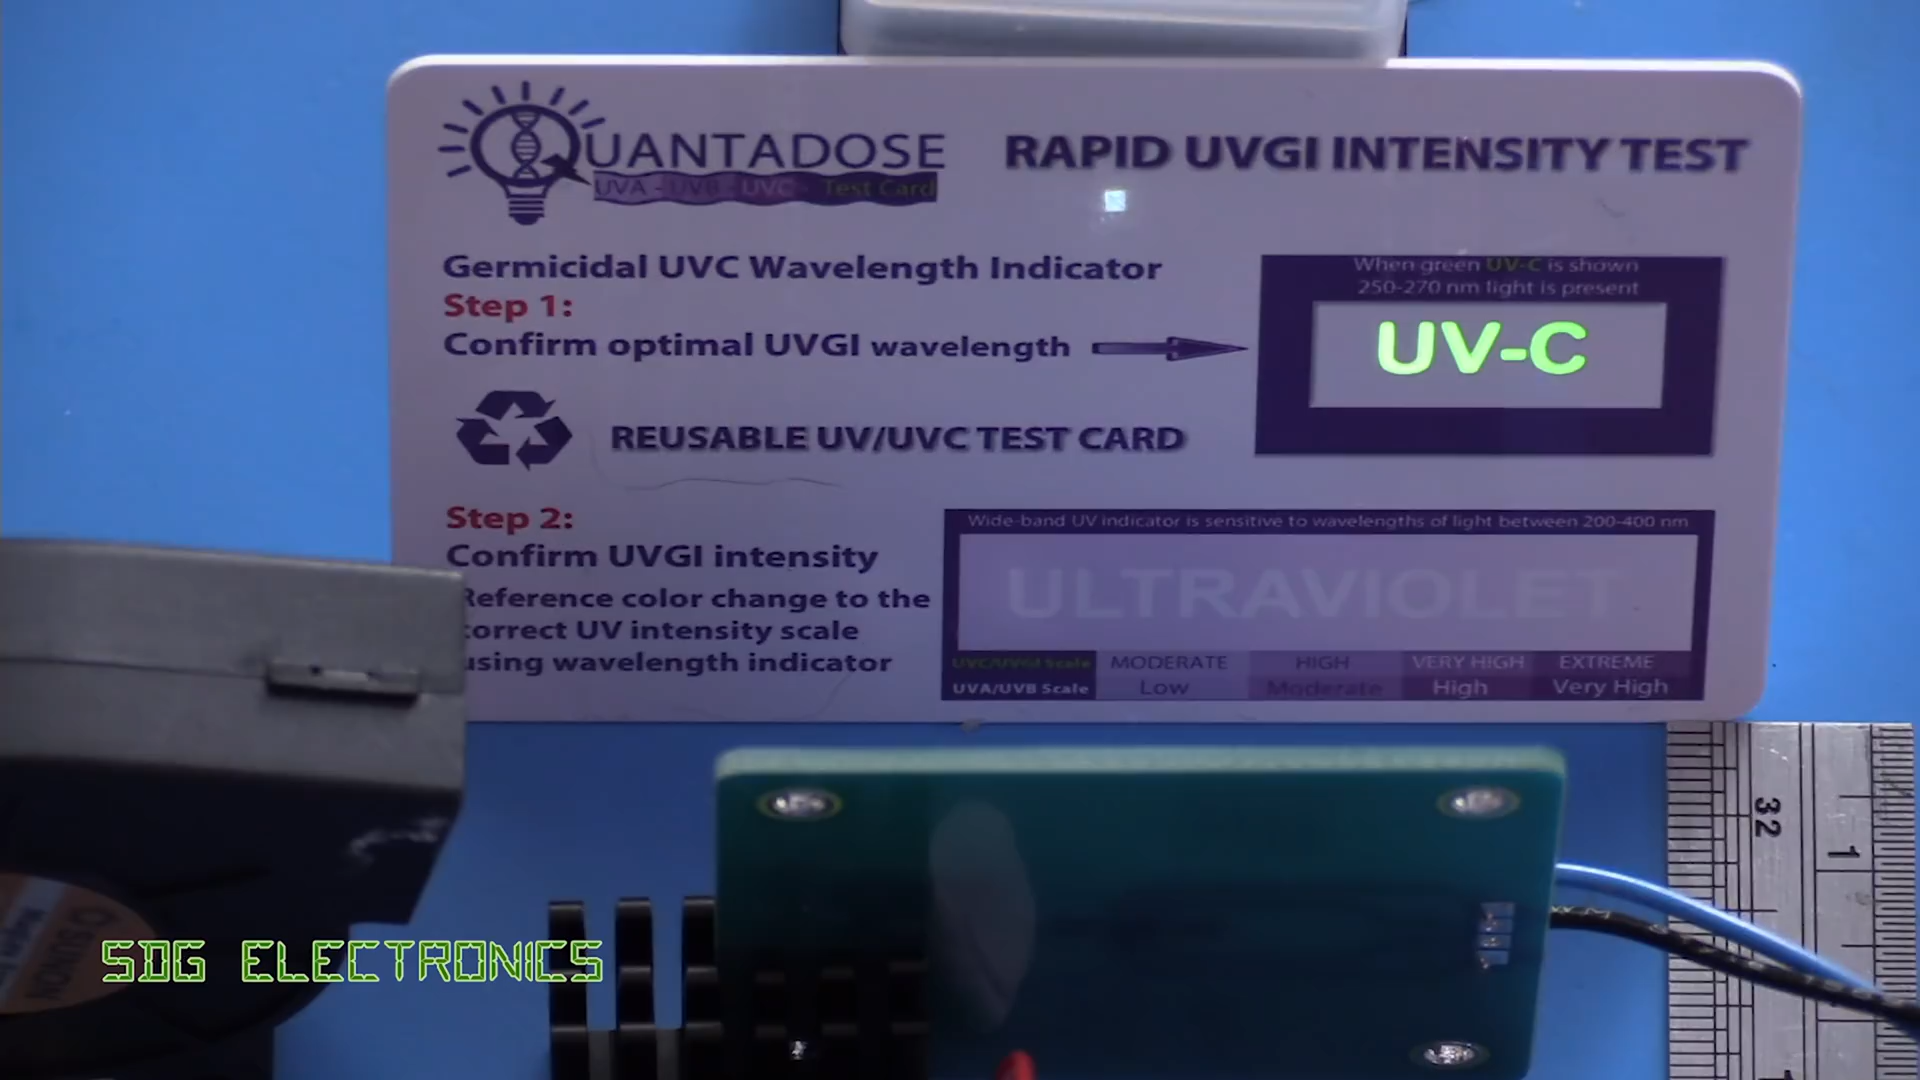 QUANTADOSE
UVA - UVB - UVC - Test Card
RAPID UVGI INTENSITY TEST
Germicidal UVC Wavelength Indicator
Step 1:
Confirm optimal UVGI wavelength
When green UV-C is shown
250-270 nm light is present
UV-C
REUSABLE UV/UVC TEST CARD
Step 2:
Confirm UVGI intensity
Reference color change to the
correct UV intensity scale
using wavelength indicator
Wide-band UV indicator is sensitive to wavelengths of light between 200-400 nm
ULTRAVIOLET
UVC/UVGI Scale MODERATE HIGH VERY HIGH EXTREME
UVA/UVB Scale Low Moderate High Very High
32
1
SUNON
SDG ELECTRONICS